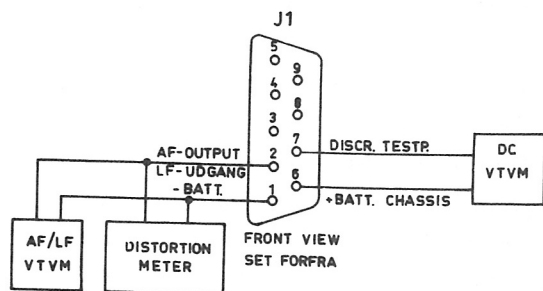 J1
5
9
4
8
3
7
AF-OUTPUT
2
DISCR. TESTP.
DC
VTVM
LF-UDGANG
6
-BATT.
1
+BATT. CHASSIS
AF/LF
VTVM
DISTORTION
METER
FRONT VIEW
SET FORFRA